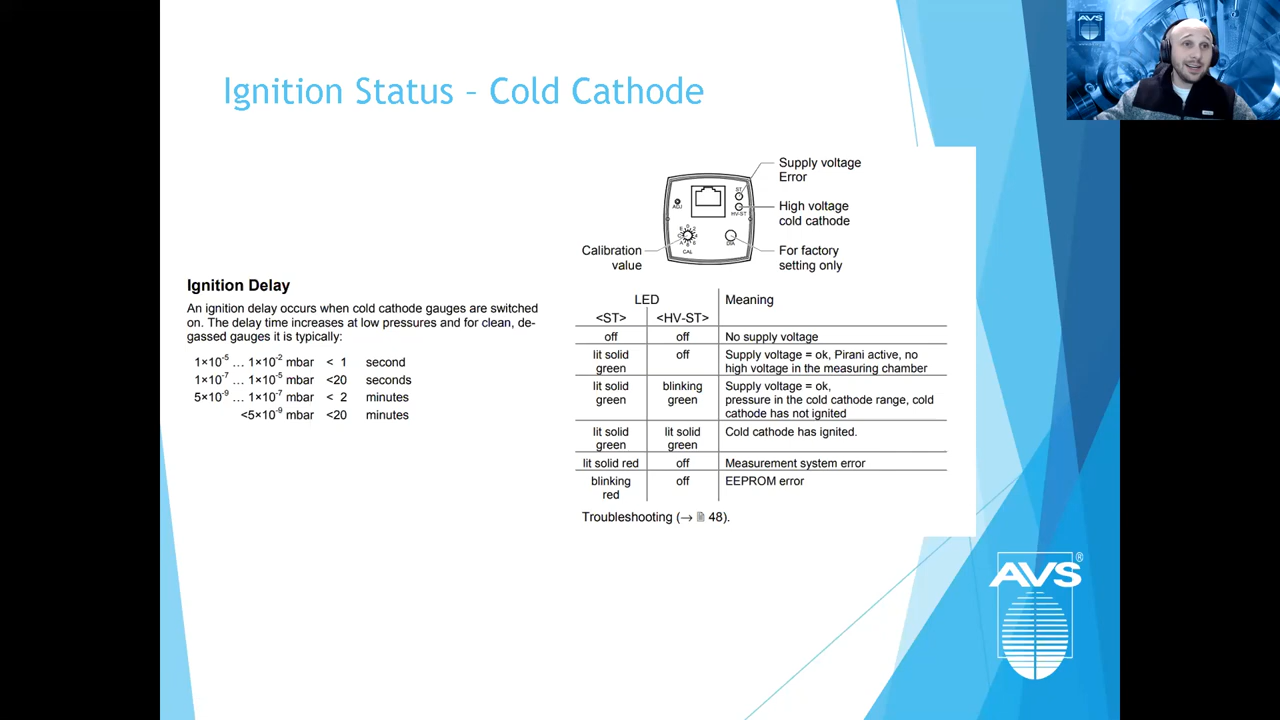 AVS
Ignition Status – Cold Cathode
Supply voltage
Error
ST
ADJ
HV-ST
High voltage
cold cathode
Calibration
value
CAL
DIA
For factory
setting only
Ignition Delay
An ignition delay occurs when cold cathode gauges are switched
on. The delay time increases at low pressures and for clean, de-
gassed gauges it is typically:
1×10⁻⁵ … 1×10⁻² mbar < 1 second
1×10⁻⁷ … 1×10⁻⁵ mbar <20 seconds
5×10⁻⁹ … 1×10⁻⁷ mbar < 2 minutes
<5×10⁻⁹ mbar <20 minutes
LED Meaning
<ST> <HV-ST>
off off No supply voltage
lit solid green off Supply voltage = ok, Pirani active, no
high voltage in the measuring chamber
lit solid green blinking green Supply voltage = ok,
pressure in the cold cathode range, cold
cathode has not ignited
lit solid green lit solid green Cold cathode has ignited.
lit solid red off Measurement system error
blinking red off EEPROM error
Troubleshooting (→ 48).
AVS®